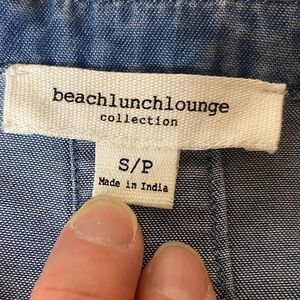 beachlunchlounge
collection
S/P
Made in India